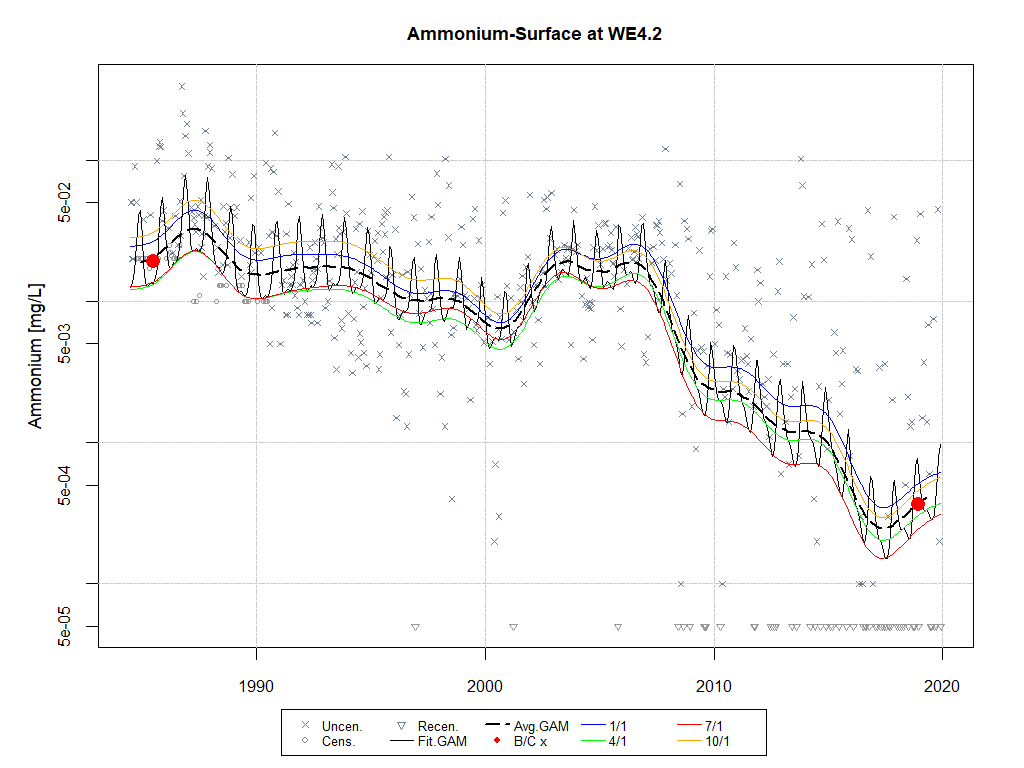 Ammonium-Surface at WE4.2
Ammonium [mg/L]
5e-02
5e-03
5e-04
5e-05
1990 2000 2010 2020
Uncen. Recen. Avg.GAM 1/1 7/1
Cens. Fit.GAM B/C x 4/1 10/1